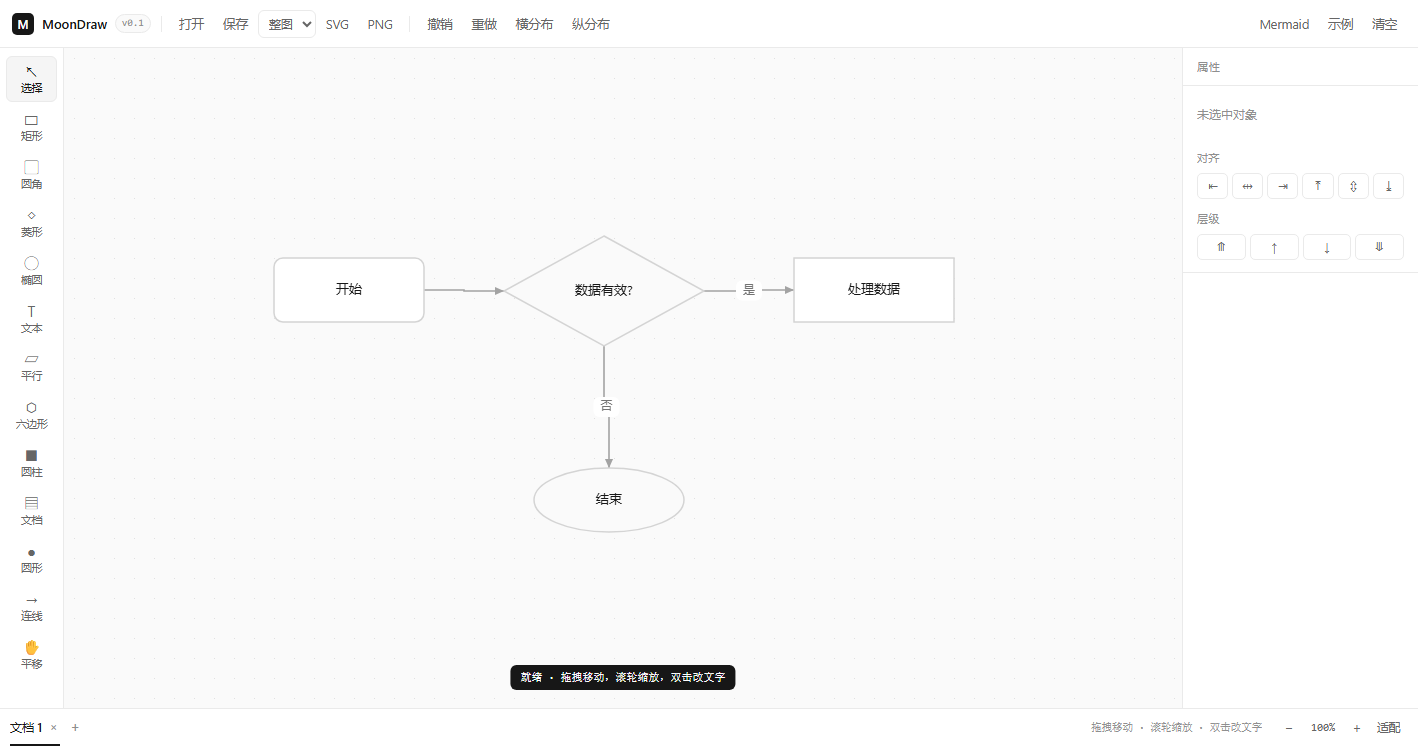 M MoonDraw v0.1 打开 保存 整图 SVG PNG 撤销 重做 横分布 纵分布 Mermaid 示例 清空
选择
矩形
圆角
菱形
椭圆
T
文本
平行
六边形
圆柱
文档
圆形
连线
平移
开始
数据有效?
是
处理数据
否
结束
就绪 · 拖拽移动，滚轮缩放，双击改文字
属性
未选中对象
对齐
层级
文档 1 × +
拖拽移动 · 滚轮缩放 · 双击改文字 − 100% + 适配